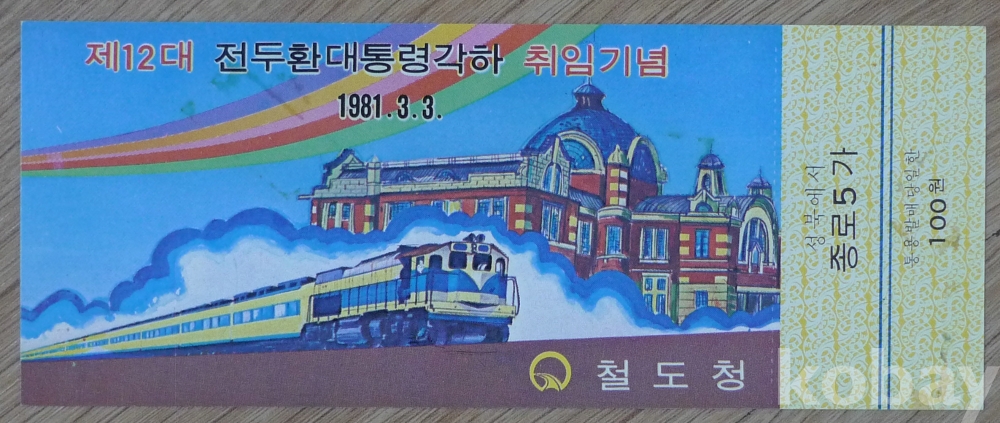 제12대 전두환대통령각하 취임기념
1981.3.3.
철도청
성북에서
종로5가
통용발매당일한
100원
kobay